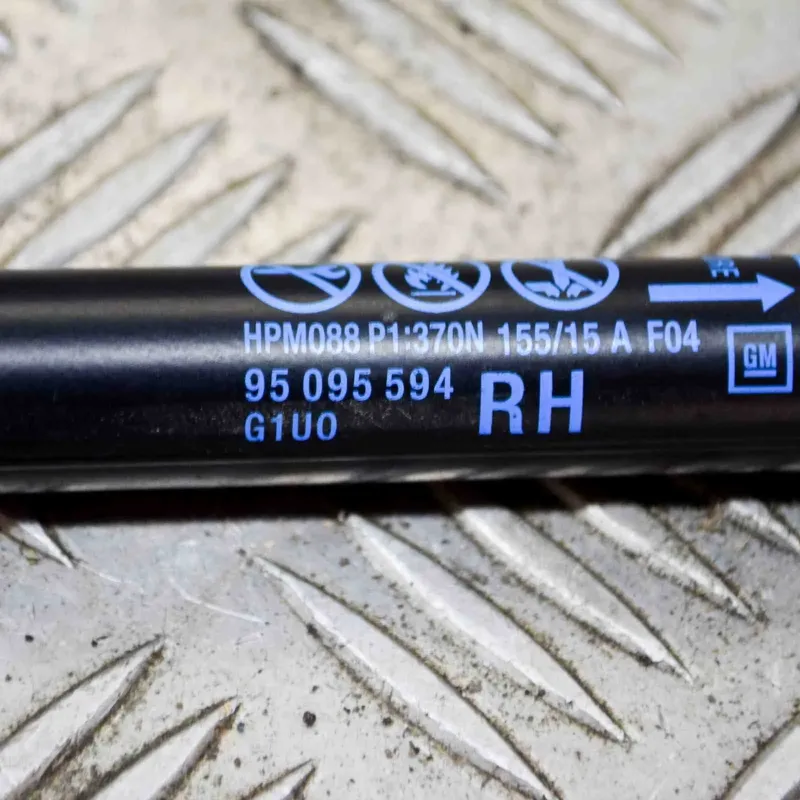 HPM088 P1:370N 155/15 A F04
95 095 594 RH
G1U0
GM